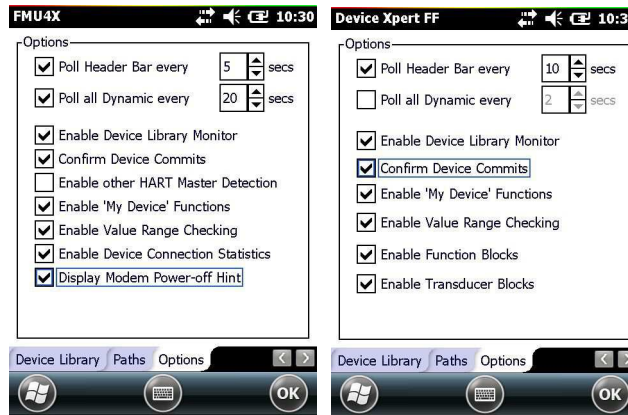 FMU4X 10:30
Options
Poll Header Bar every 5 secs
Poll all Dynamic every 20 secs
Enable Device Library Monitor
Confirm Device Commits
Enable other HART Master Detection
Enable 'My Device' Functions
Enable Value Range Checking
Enable Device Connection Statistics
Display Modem Power-off Hint
Device Library Paths Options
OK
Device Xpert FF 10:3
Options
Poll Header Bar every 10 secs
Poll all Dynamic every 2 secs
Enable Device Library Monitor
Confirm Device Commits
Enable 'My Device' Functions
Enable Value Range Checking
Enable Function Blocks
Enable Transducer Blocks
Device Library Paths Options
OK